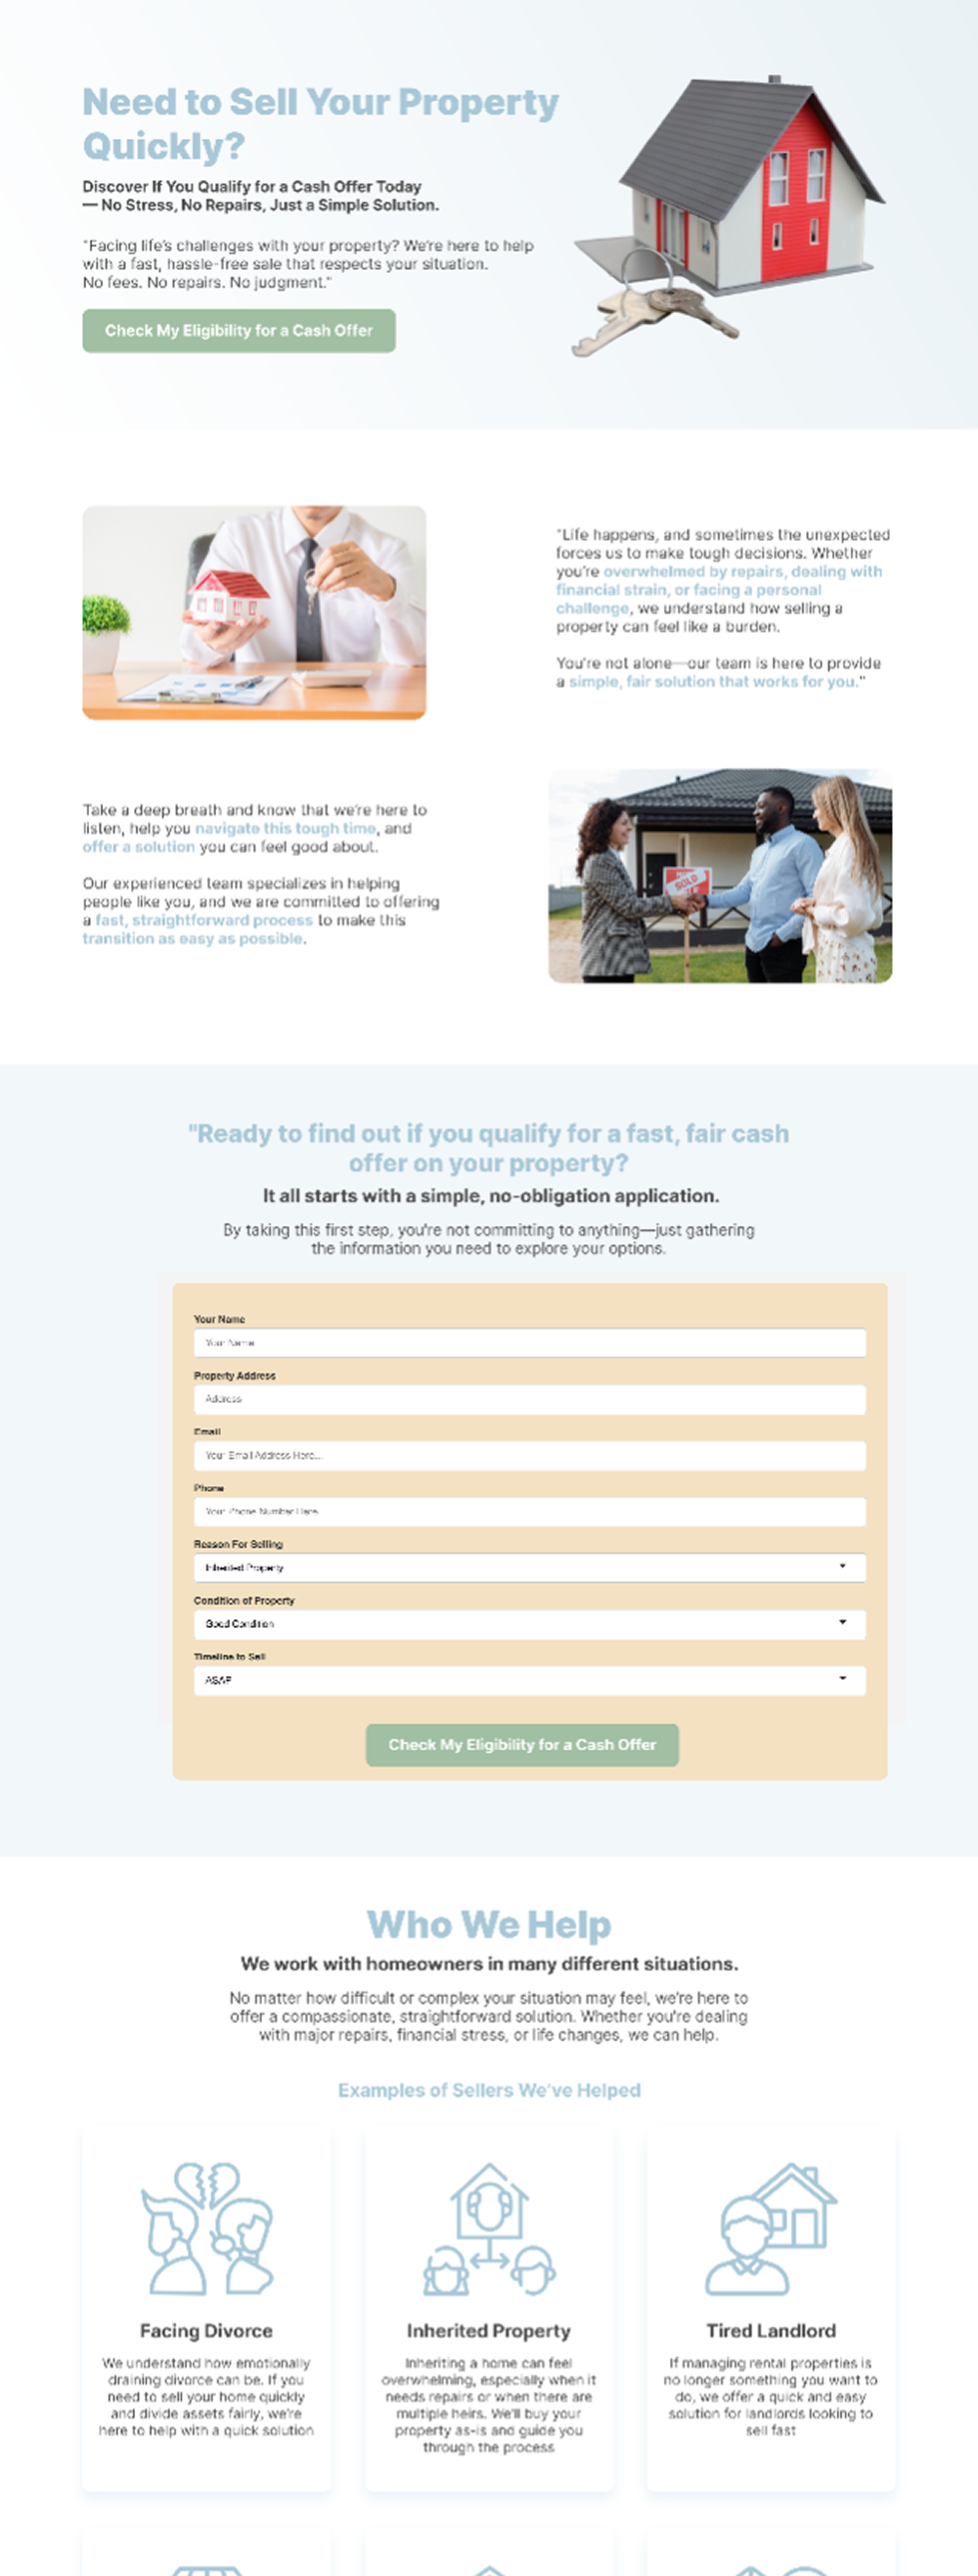 Need to Sell Your Property
Quickly?
Discover If You Qualify for a Cash Offer Today
— No Stress, No Repairs, Just a Simple Solution.
"Facing life's challenges with your property? We're here to help
with a fast, hassle-free sale that respects your situation.
No fees. No repairs. No judgment."
Check My Eligibility for a Cash Offer
"Life happens, and sometimes the unexpected
forces us to make tough decisions. Whether
you're overwhelmed by repairs, dealing with
financial strain, or facing a personal
challenge, we understand how selling a
property can feel like a burden.
You're not alone—our team is here to provide
a simple, fair solution that works for you."
Take a deep breath and know that we're here to
listen, help you navigate this tough time, and
offer a solution you can feel good about.
Our experienced team specializes in helping
people like you, and we are committed to offering
a fast, straightforward process to make this
transition as easy as possible.
SOLD
"Ready to find out if you qualify for a fast, fair cash
offer on your property?
It all starts with a simple, no-obligation application.
By taking this first step, you're not committing to anything—just gathering
the information you need to explore your options.
Your Name
Your Name
Property Address
Address
Email
Your Email Address Here...
Phone
Your Phone Number Here
Reason For Selling
Inherited Property
Condition of Property
Good Condition
Timeline to Sell
ASAP
Check My Eligibility for a Cash Offer
Who We Help
We work with homeowners in many different situations.
No matter how difficult or complex your situation may feel, we're here to
offer a compassionate, straightforward solution. Whether you're dealing
with major repairs, financial stress, or life changes, we can help.
Examples of Sellers We've Helped
Facing Divorce
We understand how emotionally
draining divorce can be. If you
need to sell your home quickly
and divide assets fairly, we're
here to help with a quick solution
Inherited Property
Inheriting a home can feel
overwhelming, especially when it
needs repairs or when there are
multiple heirs. We'll buy your
property as-is and guide you
through the process
Tired Landlord
If managing rental properties is
no longer something you want to
do, we offer a quick and easy
solution for landlords looking to
sell fast